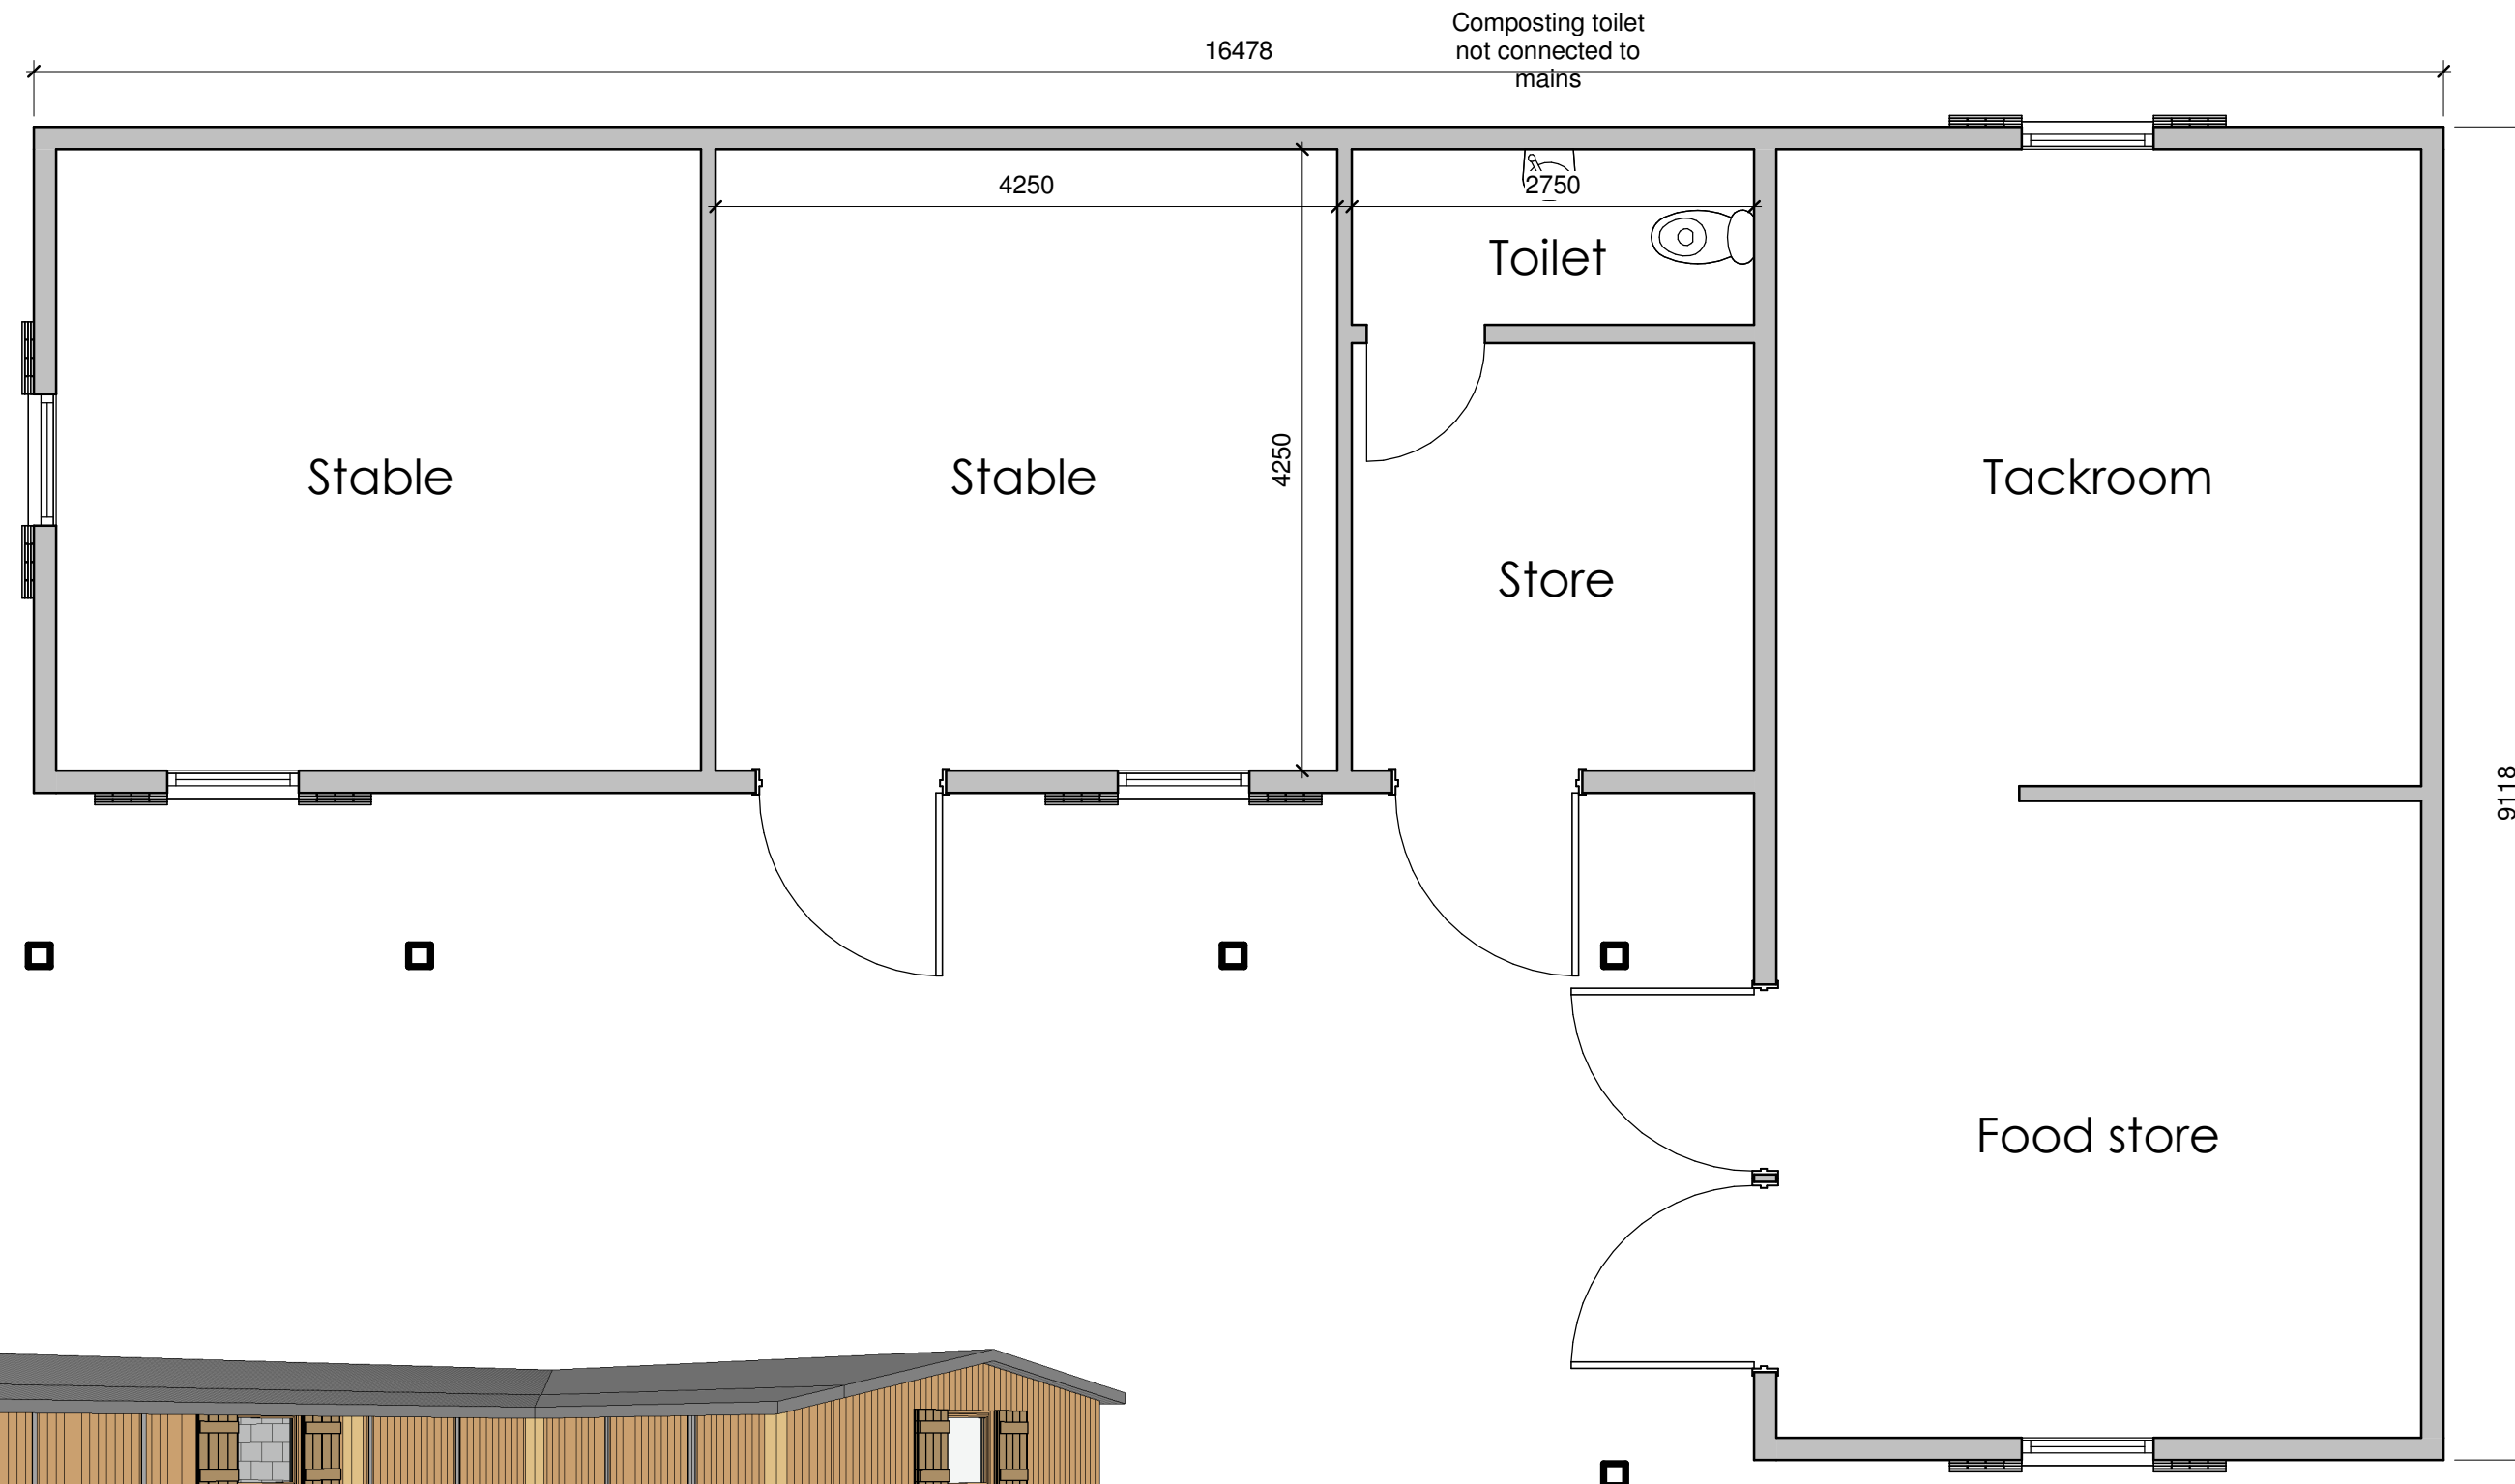 Composting toilet
not connected to
mains
16478
4250
2750
Toilet
4250
Stable
Stable
Tackroom
Store
9118
Food store